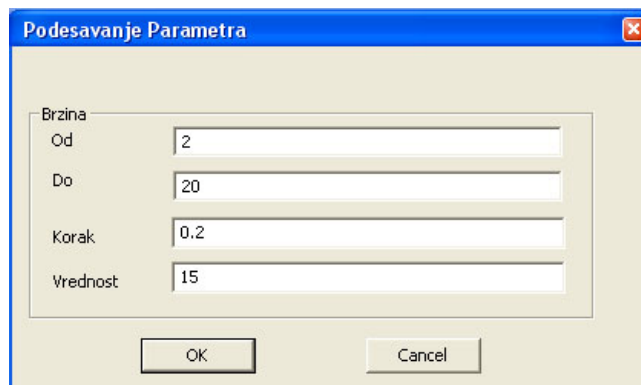 Podesavanje Parametra
Brzina
Od 2
Do 20
Korak 0.2
Vrednost 15
OK Cancel